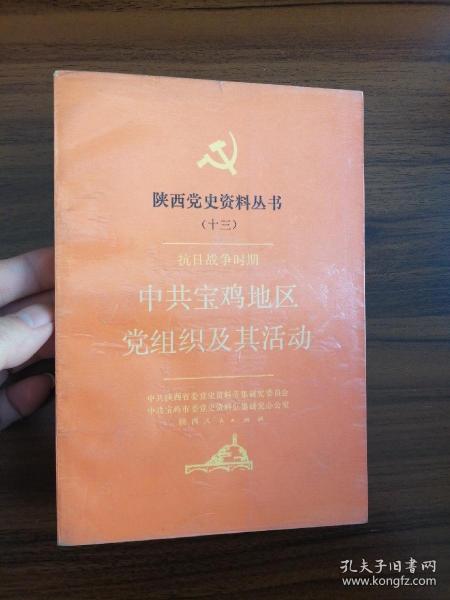 陕西党史资料丛书
（十三）
抗日战争时期
中共宝鸡地区
党组织及其活动
中共陕西省委党史资料征集研究委员会
中共宝鸡市委党史资料征集研究办公室
陕西人民出版社
孔夫子旧书网
www.kongfz.com